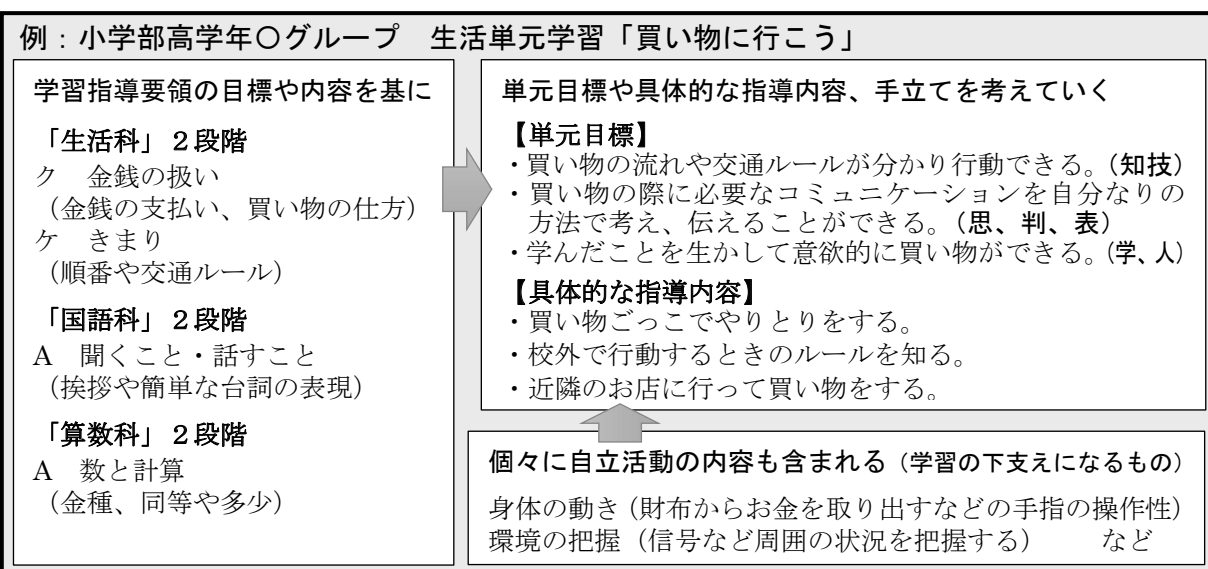 例：小学部高学年〇グループ　生活単元学習「買い物に行こう」
学習指導要領の目標や内容を基に
「生活科」２段階
ク　金銭の扱い
（金銭の支払い、買い物の仕方）
ケ　きまり
（順番や交通ルール）
「国語科」２段階
A　聞くこと・話すこと
（挨拶や簡単な台詞の表現）
「算数科」２段階
A　数と計算
（金種、同等や多少）
単元目標や具体的な指導内容、手立てを考えていく
【単元目標】
・買い物の流れや交通ルールが分かり行動できる。（知技）
・買い物の際に必要なコミュニケーションを自分なりの
方法で考え、伝えることができる。（思、判、表）
・学んだことを生かして意欲的に買い物ができる。（学、人）
【具体的な指導内容】
・買い物ごっこでやりとりをする。
・校外で行動するときのルールを知る。
・近隣のお店に行って買い物をする。
個々に自立活動の内容も含まれる（学習の下支えになるもの）
身体の動き（財布からお金を取り出すなどの手指の操作性）
環境の把握（信号など周囲の状況を把握する）　　など